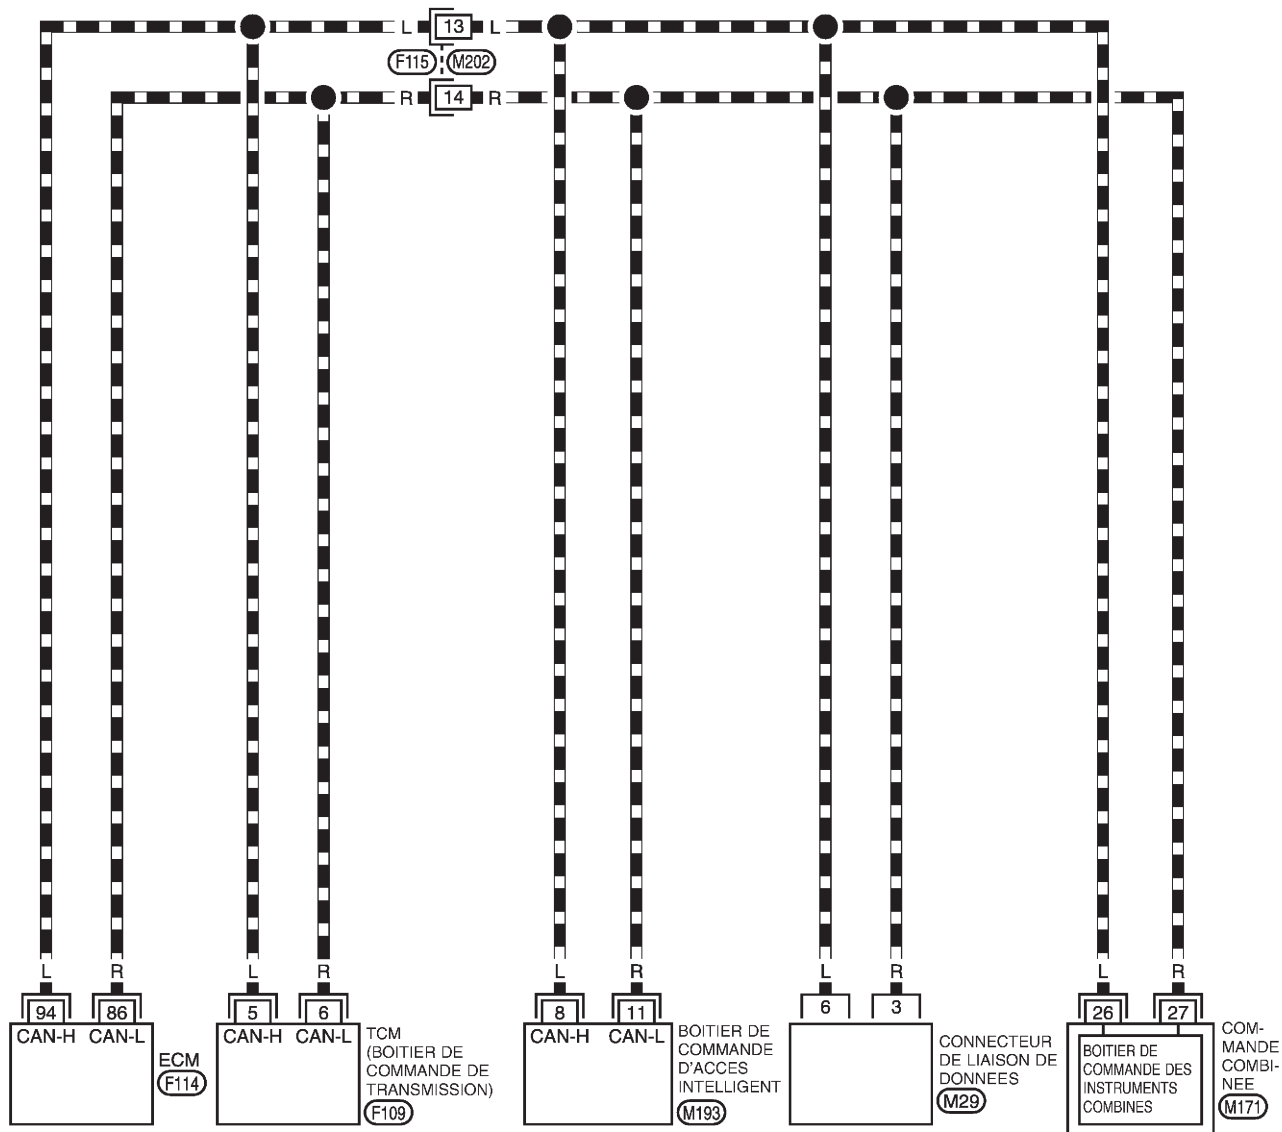 L 13 L
F115 M202
R 14 R
L R L R L R L R L R
94 86 5 6 8 11 6 3 26 27
CAN-H CAN-L
ECM
F114
CAN-H CAN-L
TCM
(BOITIER DE
COMMANDE DE
TRANSMISSION)
F109
CAN-H CAN-L
BOITIER DE
COMMANDE
D'ACCES
INTELLIGENT
M193
CONNECTEUR
DE LIAISON DE
DONNEES
M29
BOITIER DE
COMMANDE DES
INSTRUMENTS
COMBINES
COM-
MANDE
COMBI-
NEE
M171